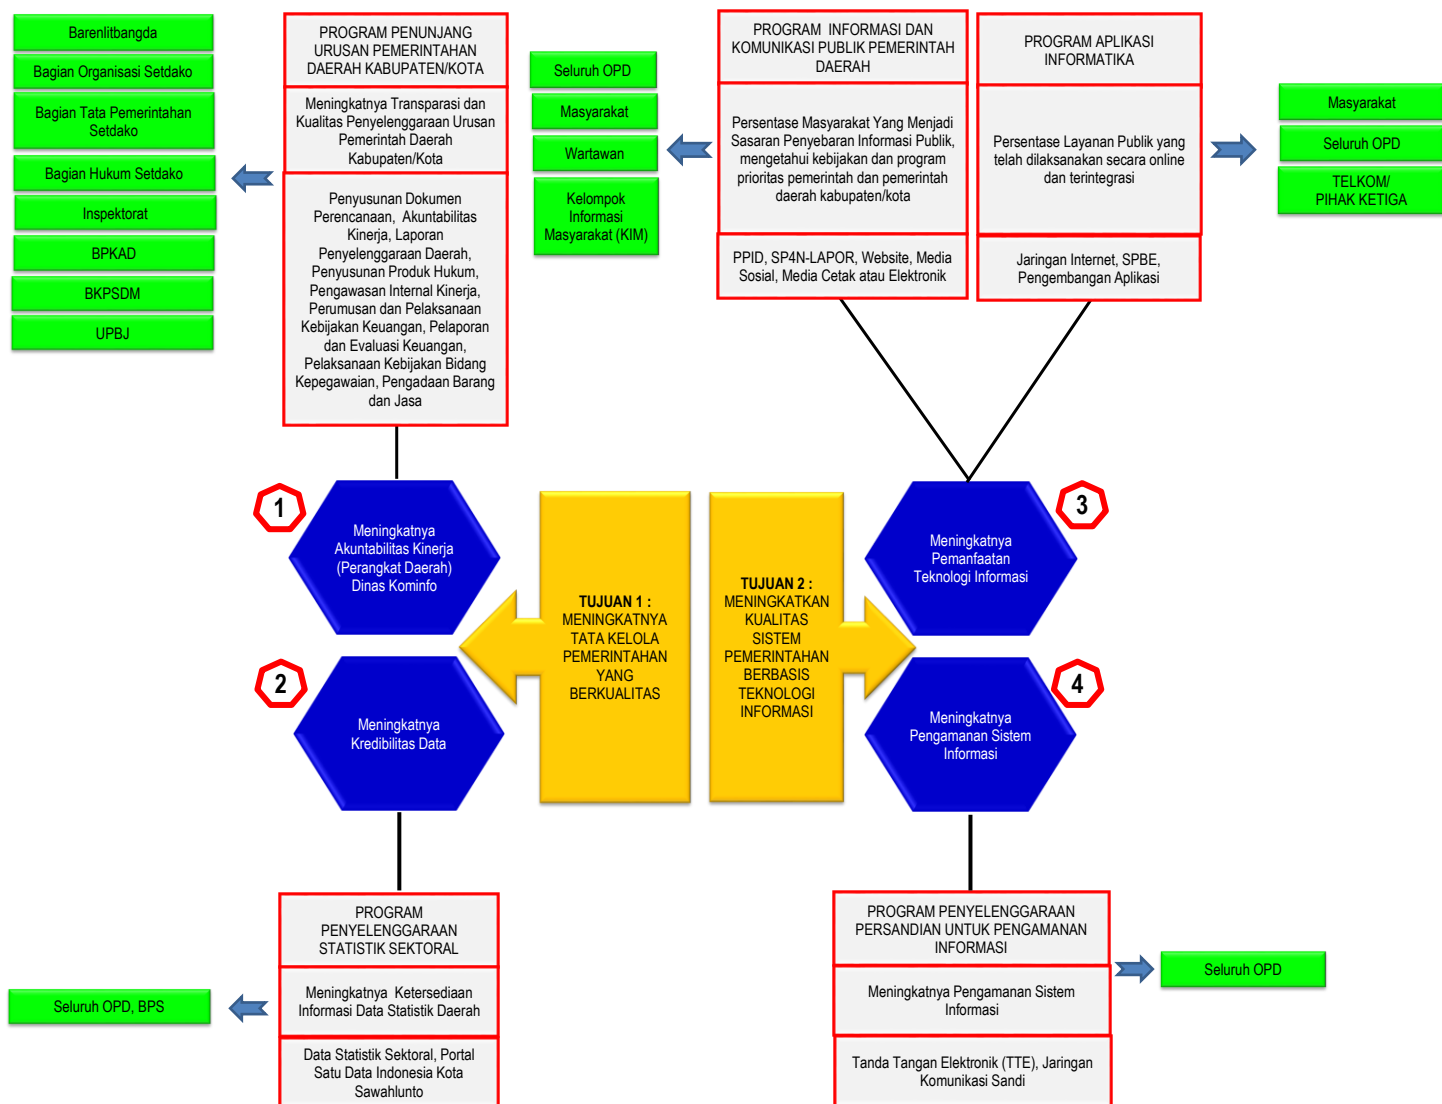 Barenlitbangda
Bagian Organisasi Setdako
Bagian Tata Pemerintahan
Setdako
Bagian Hukum Setdako
Inspektorat
BPKAD
BKPSDM
UPBJ
PROGRAM PENUNJANG
URUSAN PEMERINTAHAN
DAERAH KABUPATEN/KOTA
Meningkatnya Transparasi dan
Kualitas Penyelenggaraan Urusan
Pemerintah Daerah
Kabupaten/Kota
Penyusunan Dokumen
Perencanaan, Akuntabilitas
Kinerja, Laporan
Penyelenggaraan Daerah,
Penyusunan Produk Hukum,
Pengawasan Internal Kinerja,
Perumusan dan Pelaksanaan
Kebijakan Keuangan, Pelaporan
dan Evaluasi Keuangan,
Pelaksanaan Kebijakan Bidang
Kepegawaian, Pengadaan Barang
dan Jasa
Seluruh OPD
Masyarakat
Wartawan
Kelompok
Informasi
Masyarakat (KIM)
PROGRAM INFORMASI DAN
KOMUNIKASI PUBLIK PEMERINTAH
DAERAH
Persentase Masyarakat Yang Menjadi
Sasaran Penyebaran Informasi Publik,
mengetahui kebijakan dan program
prioritas pemerintah dan pemerintah
daerah kabupaten/kota
PPID, SP4N-LAPOR, Website, Media
Sosial, Media Cetak atau Elektronik
PROGRAM APLIKASI
INFORMATIKA
Persentase Layanan Publik yang
telah dilaksanakan secara online
dan terintegrasi
Jaringan Internet, SPBE,
Pengembangan Aplikasi
Masyarakat
Seluruh OPD
TELKOM/
PIHAK KETIGA
1
Meningkatnya
Akuntabilitas Kinerja
(Perangkat Daerah)
Dinas Kominfo
2
Meningkatnya
Kredibilitas Data
TUJUAN 1 :
MENINGKATNYA
TATA KELOLA
PEMERINTAHAN
YANG
BERKUALITAS
TUJUAN 2 :
MENINGKATKAN
KUALITAS
SISTEM
PEMERINTAHAN
BERBASIS
TEKNOLOGI
INFORMASI
3
Meningkatnya
Pemanfaatan
Teknologi Informasi
4
Meningkatnya
Pengamanan Sistem
Informasi
PROGRAM
PENYELENGGARAAN
STATISTIK SEKTORAL
Meningkatnya Ketersediaan
Informasi Data Statistik Daerah
Data Statistik Sektoral, Portal
Satu Data Indonesia Kota
Sawahlunto
Seluruh OPD, BPS
PROGRAM PENYELENGGARAAN
PERSANDIAN UNTUK PENGAMANAN
INFORMASI
Meningkatnya Pengamanan Sistem
Informasi
Tanda Tangan Elektronik (TTE), Jaringan
Komunikasi Sandi
Seluruh OPD